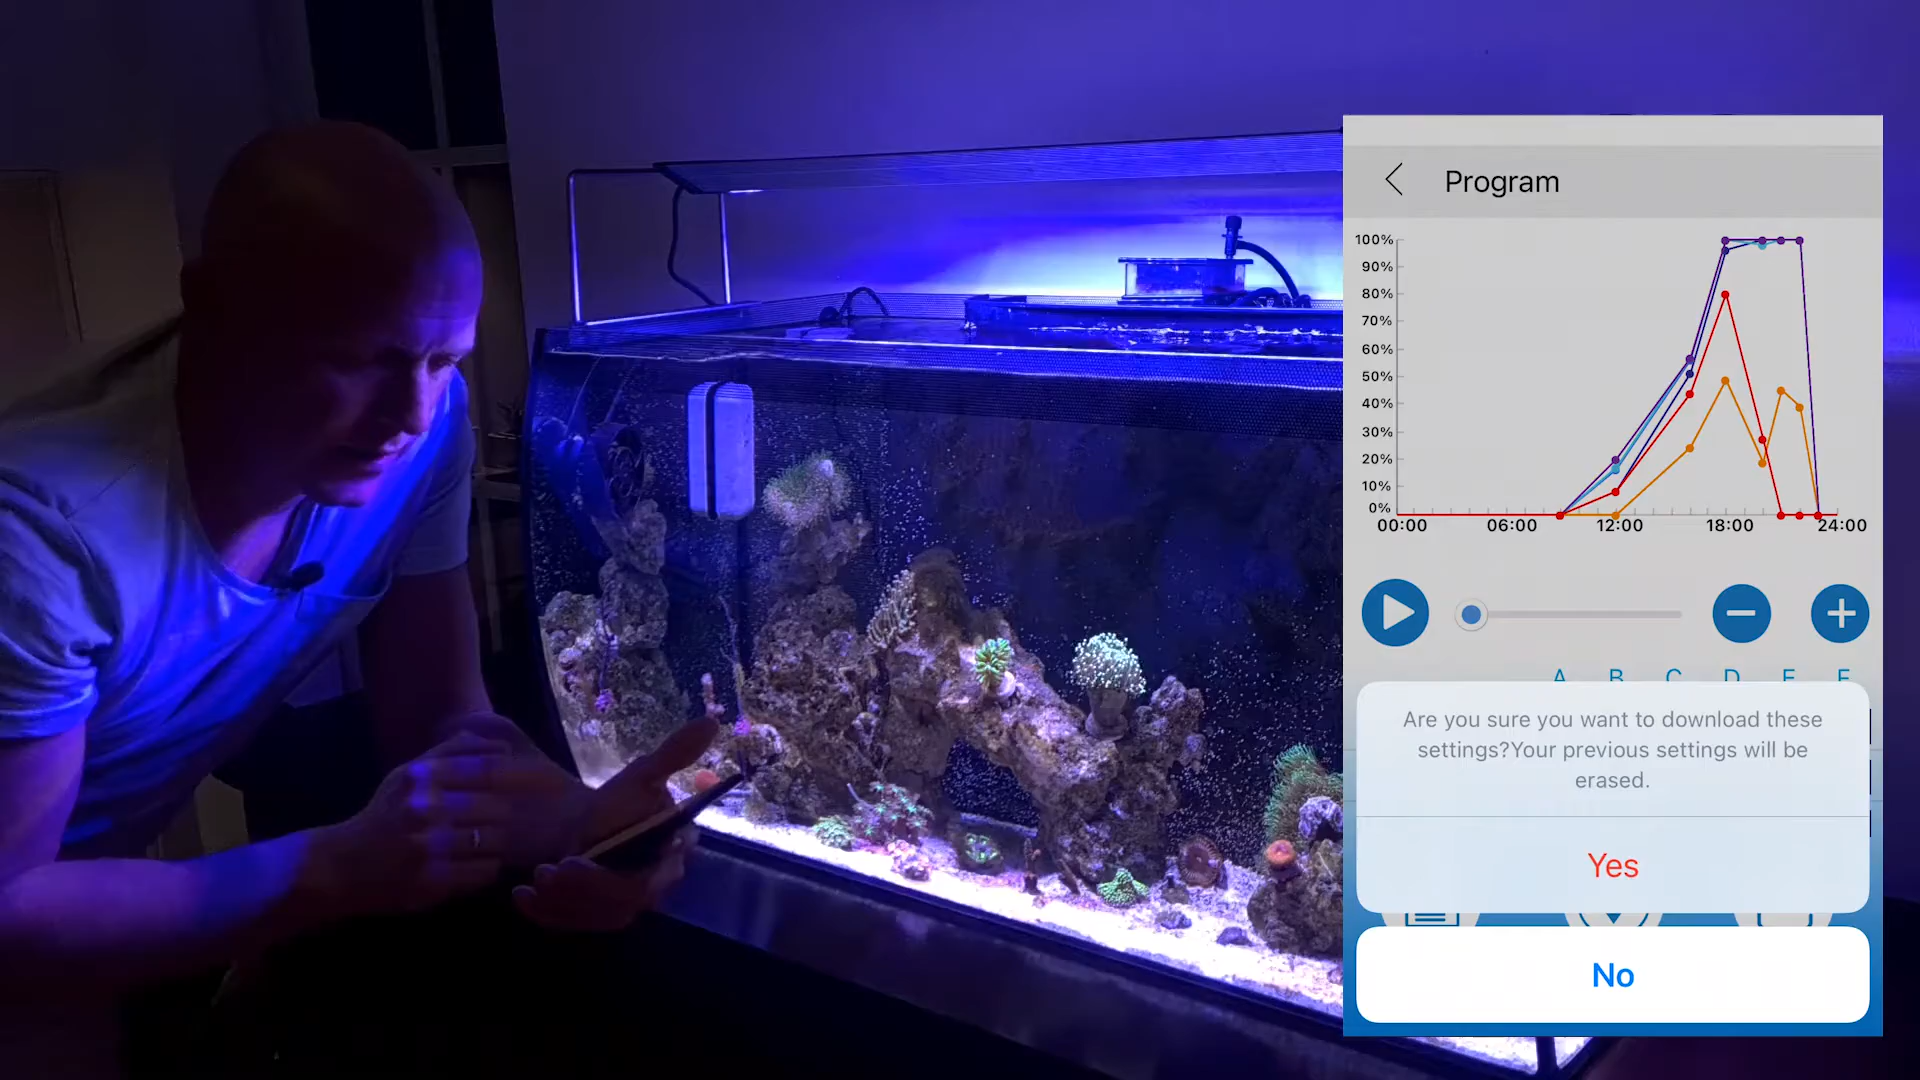 Program
100%
90%
80%
70%
60%
50%
40%
30%
20%
10%
0%
00:00 06:00 12:00 18:00 24:00
A B C D E F
Are you sure you want to download these
settings?Your previous settings will be
erased.
Yes
No